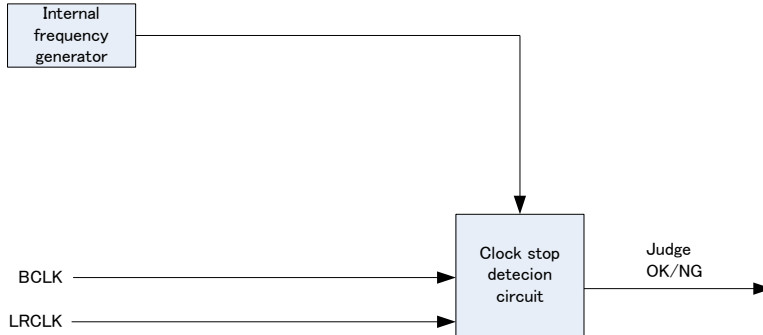 Internal
frequency
generator
BCLK
LRCLK
Clock stop
detecion
circuit
Judge
OK/NG